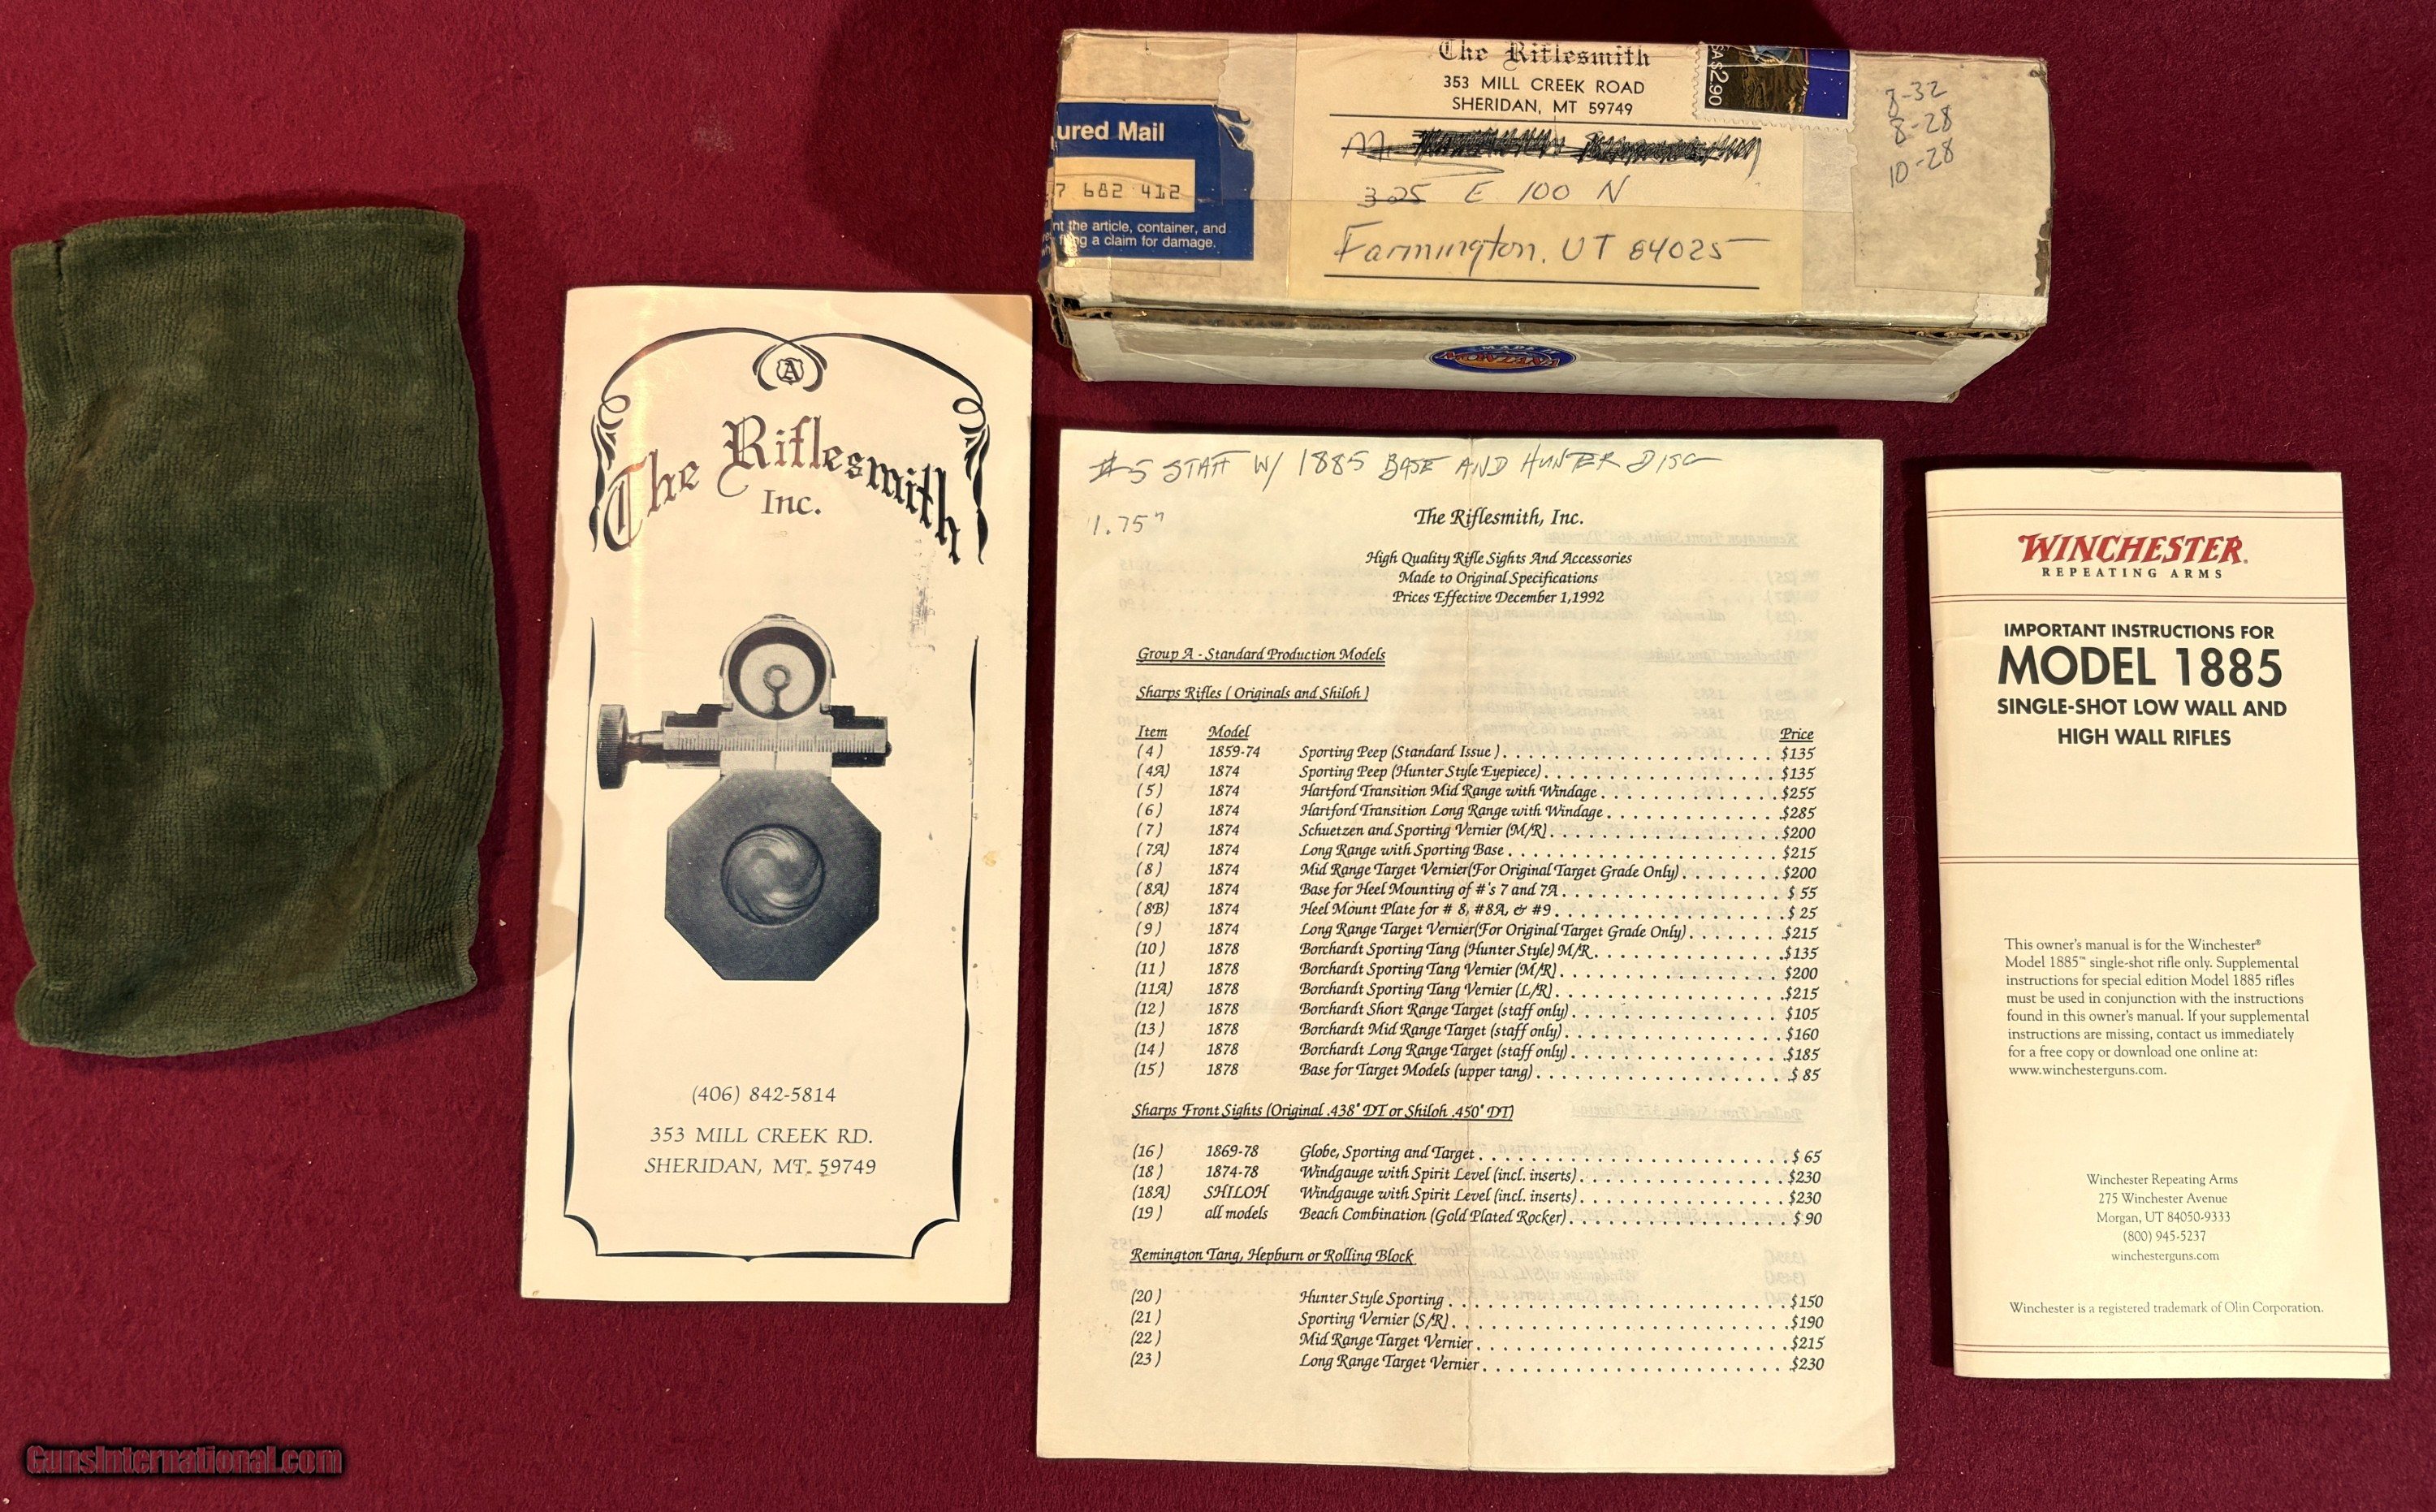 The Riflesmith
353 MILL CREEK ROAD
SHERIDAN, MT 59749
USA $2.90
ured Mail
7 682 412
nt the article, container, and
filing a claim for damage.
325 E 100 N
Farmington, UT 84025
8-32
8-28
10-28
MADE IN
MONTANA
A
The Riflesmith
Inc.
(406) 842-5814
353 MILL CREEK RD.
SHERIDAN, MT. 59749
#5 STAFF W/ 1885 BASE AND HUNTER DISC
1.75"
The Riflesmith, Inc.
High Quality Rifle Sights And Accessories
Made to Original Specifications
Prices Effective December 1,1992
Group A - Standard Production Models
Sharps Rifles ( Originals and Shiloh )
Item Model Price
( 4 ) 1859-74 Sporting Peep (Standard Issue ) . . . $135
( 4A) 1874 Sporting Peep (Hunter Style Eyepiece) . . . $135
( 5 ) 1874 Hartford Transition Mid Range with Windage . . . $255
( 6 ) 1874 Hartford Transition Long Range with Windage . . . $285
( 7 ) 1874 Schuetzen and Sporting Vernier (M/R) . . . $200
( 7A) 1874 Long Range with Sporting Base . . . $215
( 8 ) 1874 Mid Range Target Vernier(For Original Target Grade Only) . . . $200
( 8A) 1874 Base for Heel Mounting of #'s 7 and 7A . . . $ 55
( 8B) 1874 Heel Mount Plate for # 8, #8A, & #9 . . . $ 25
( 9 ) 1874 Long Range Target Vernier(For Original Target Grade Only) . . . $215
(10 ) 1878 Borchardt Sporting Tang (Hunter Style) M/R . . . $135
(11 ) 1878 Borchardt Sporting Tang Vernier (M/R) . . . $200
(11A) 1878 Borchardt Sporting Tang Vernier (L/R) . . . $215
(12 ) 1878 Borchardt Short Range Target (staff only) . . . $105
(13 ) 1878 Borchardt Mid Range Target (staff only) . . . $160
(14 ) 1878 Borchardt Long Range Target (staff only) . . . $185
(15 ) 1878 Base for Target Models (upper tang) . . . $ 85
Sharps Front Sights (Original .438" DT or Shiloh .450" DT)
(16 ) 1869-78 Globe, Sporting and Target . . . $ 65
(18 ) 1874-78 Windgauge with Spirit Level (incl. inserts) . . . $230
(18A) SHILOH Windgauge with Spirit Level (incl. inserts) . . . $230
(19 ) all models Beach Combination (Gold Plated Rocker) . . . $ 90
Remington Tang, Hepburn or Rolling Block
(20 ) Hunter Style Sporting . . . $150
(21 ) Sporting Vernier (S/R) . . . $190
(22 ) Mid Range Target Vernier . . . $215
(23 ) Long Range Target Vernier . . . $230
WINCHESTER®
REPEATING ARMS
IMPORTANT INSTRUCTIONS FOR
MODEL 1885
SINGLE-SHOT LOW WALL AND
HIGH WALL RIFLES
This owner's manual is for the Winchester®
Model 1885™ single-shot rifle only. Supplemental
instructions for special edition Model 1885 rifles
must be used in conjunction with the instructions
found in this owner's manual. If your supplemental
instructions are missing, contact us immediately
for a free copy or download one online at:
www.winchesterguns.com.
Winchester Repeating Arms
275 Winchester Avenue
Morgan, UT 84050-9333
(800) 945-5237
winchesterguns.com
Winchester is a registered trademark of Olin Corporation.
GunsInternational.com